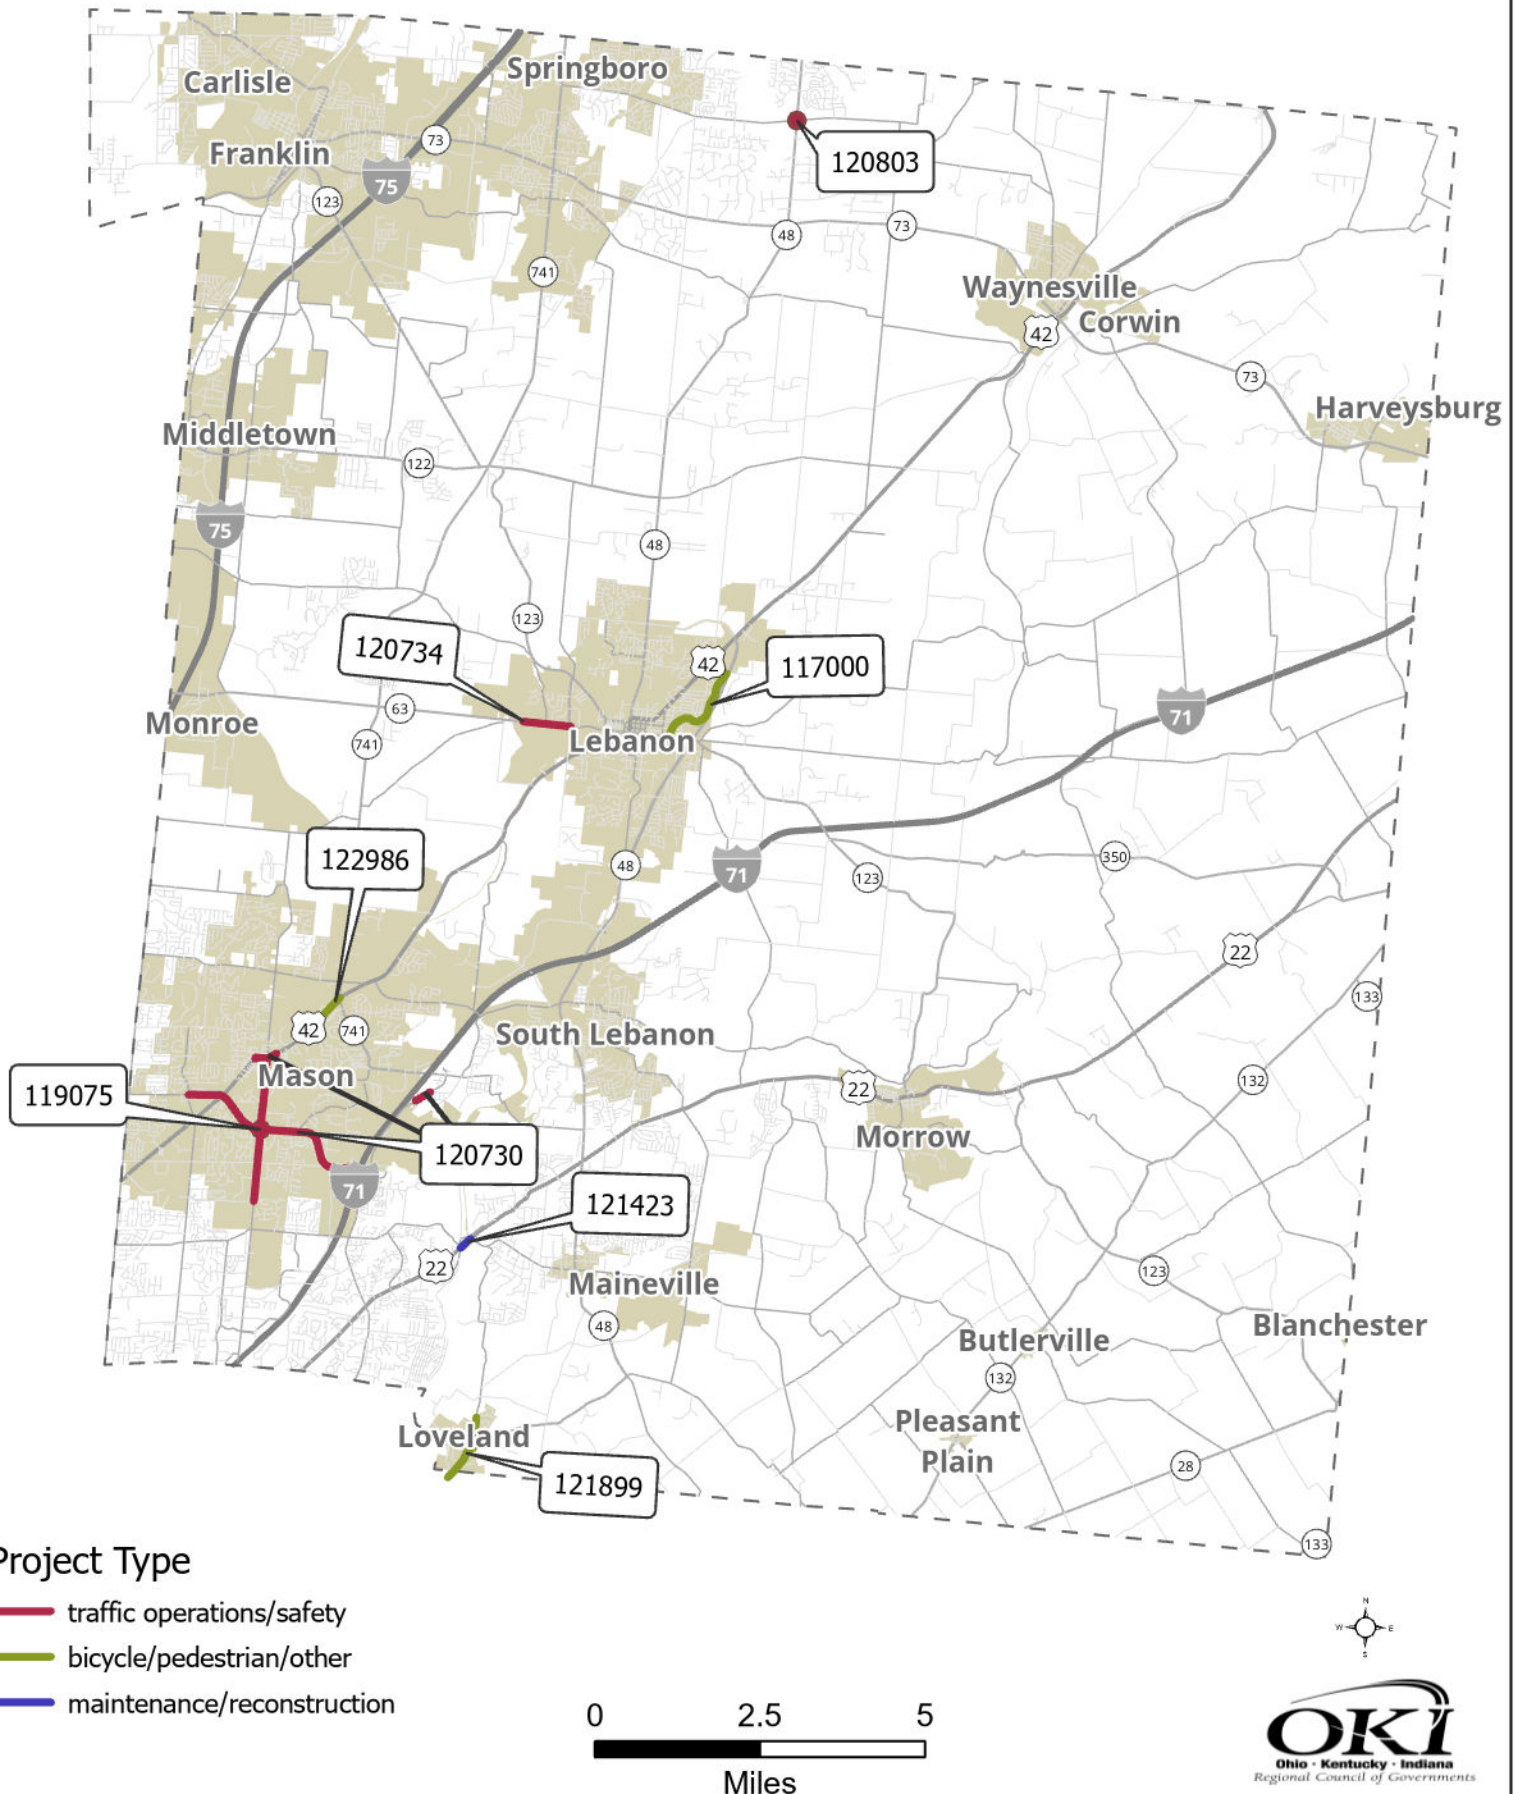 Springboro
Carlisle
73
120803
Franklin
75
123
48
73
741
Waynesville
Corwin
42
73
Harveysburg
Middletown
122
75
48
123
120734
42
117000
63
71
Monroe
741
Lebanon
122986
48
71
123
350
22
133
42
741
South Lebanon
Mason
119075
22
132
Morrow
120730
71
121423
22
123
Maineville
48
Butlerville
Blanchester
132
Pleasant
Plain
Loveland
28
121899
133
Project Type
traffic operations/safety
bicycle/pedestrian/other
maintenance/reconstruction
N
W
E
S
0 2.5 5
Miles
OKI
Ohio · Kentucky · Indiana
Regional Council of Governments